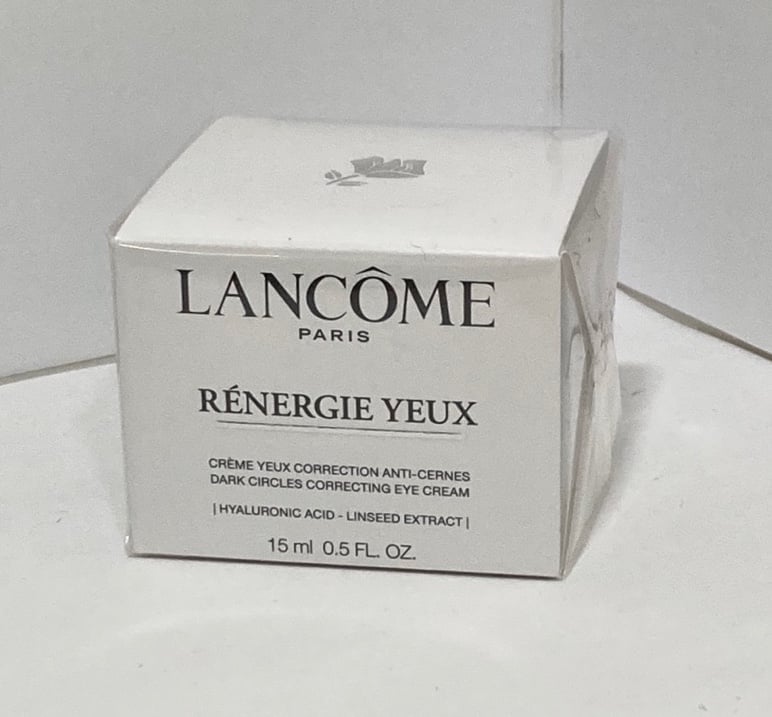 LANCÔME
PARIS
RÉNERGIE YEUX
CRÈME YEUX CORRECTION ANTI-CERNES
DARK CIRCLES CORRECTING EYE CREAM
| HYALURONIC ACID - LINSEED EXTRACT |
15 ml 0.5 FL. OZ.